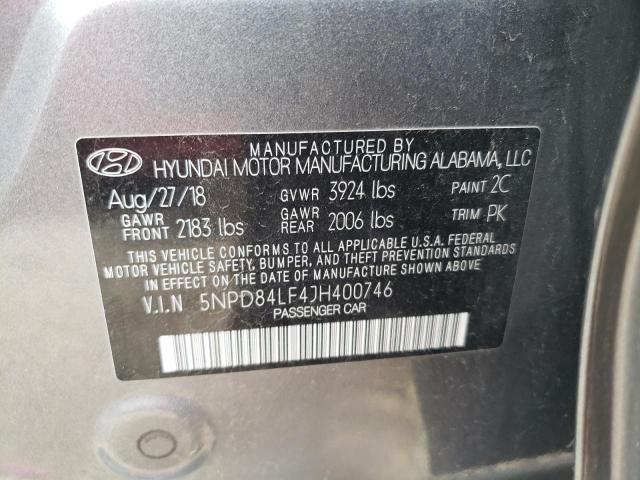 MANUFACTURED BY
HYUNDAI MOTOR MANUFACTURING ALABAMA, LLC
Aug/27/18 GVWR 3924 lbs PAINT 2C
GAWR FRONT 2183 lbs GAWR REAR 2006 lbs TRIM PK
THIS VEHICLE CONFORMS TO ALL APPLICABLE U.S.A. FEDERAL
MOTOR VEHICLE SAFETY, BUMPER, AND THEFT PREVENTION STANDARDS
IN EFFECT ON THE DATE OF MANUFACTURE SHOWN ABOVE.
V.I.N 5NPD84LF4JH400746
PASSENGER CAR